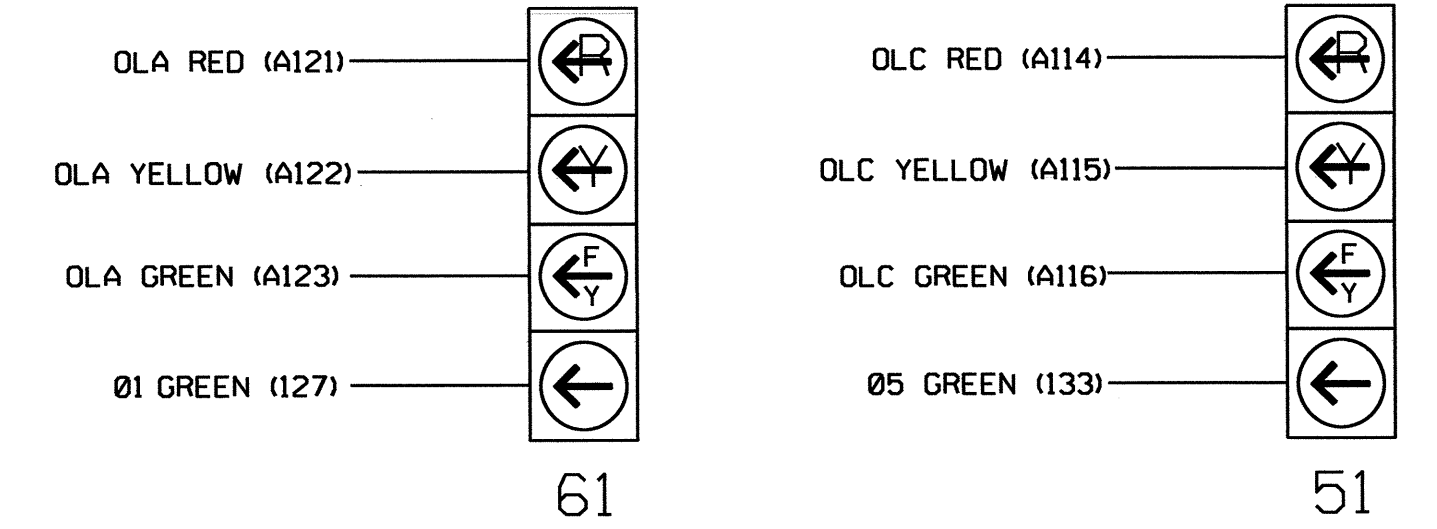 OLA RED (A121)
R
OLA YELLOW (A122)
Y
OLA GREEN (A123)
F
Y
Ø1 GREEN (127)
61
OLC RED (A114)
R
OLC YELLOW (A115)
Y
OLC GREEN (A116)
F
Y
Ø5 GREEN (133)
51